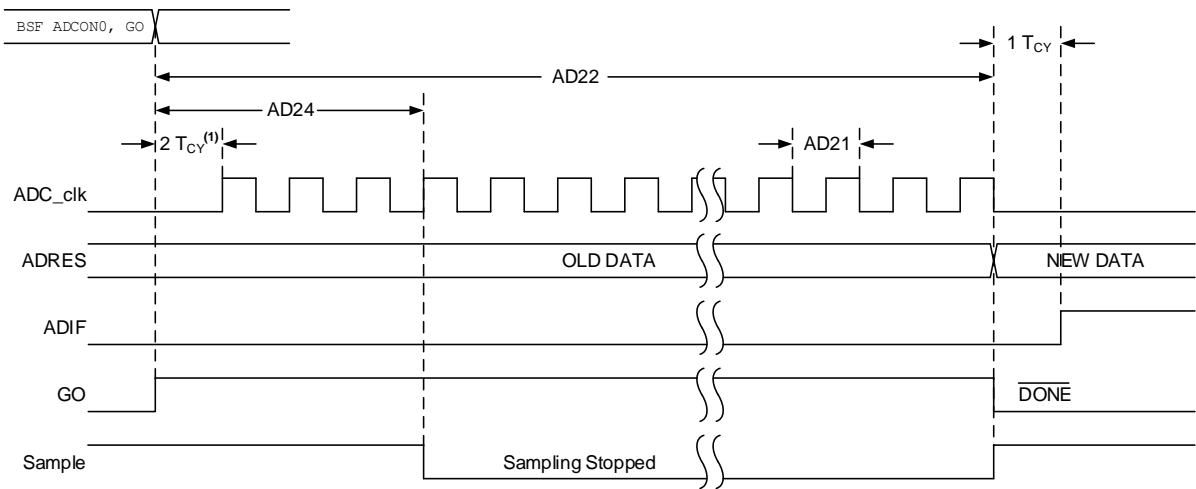 BSF ADCON0, GO
1 TCY
AD22
AD24
2 TCY(1)
AD21
ADC_clk
ADRES
OLD DATA
NEW DATA
ADIF
GO
DONE
Sample
Sampling Stopped